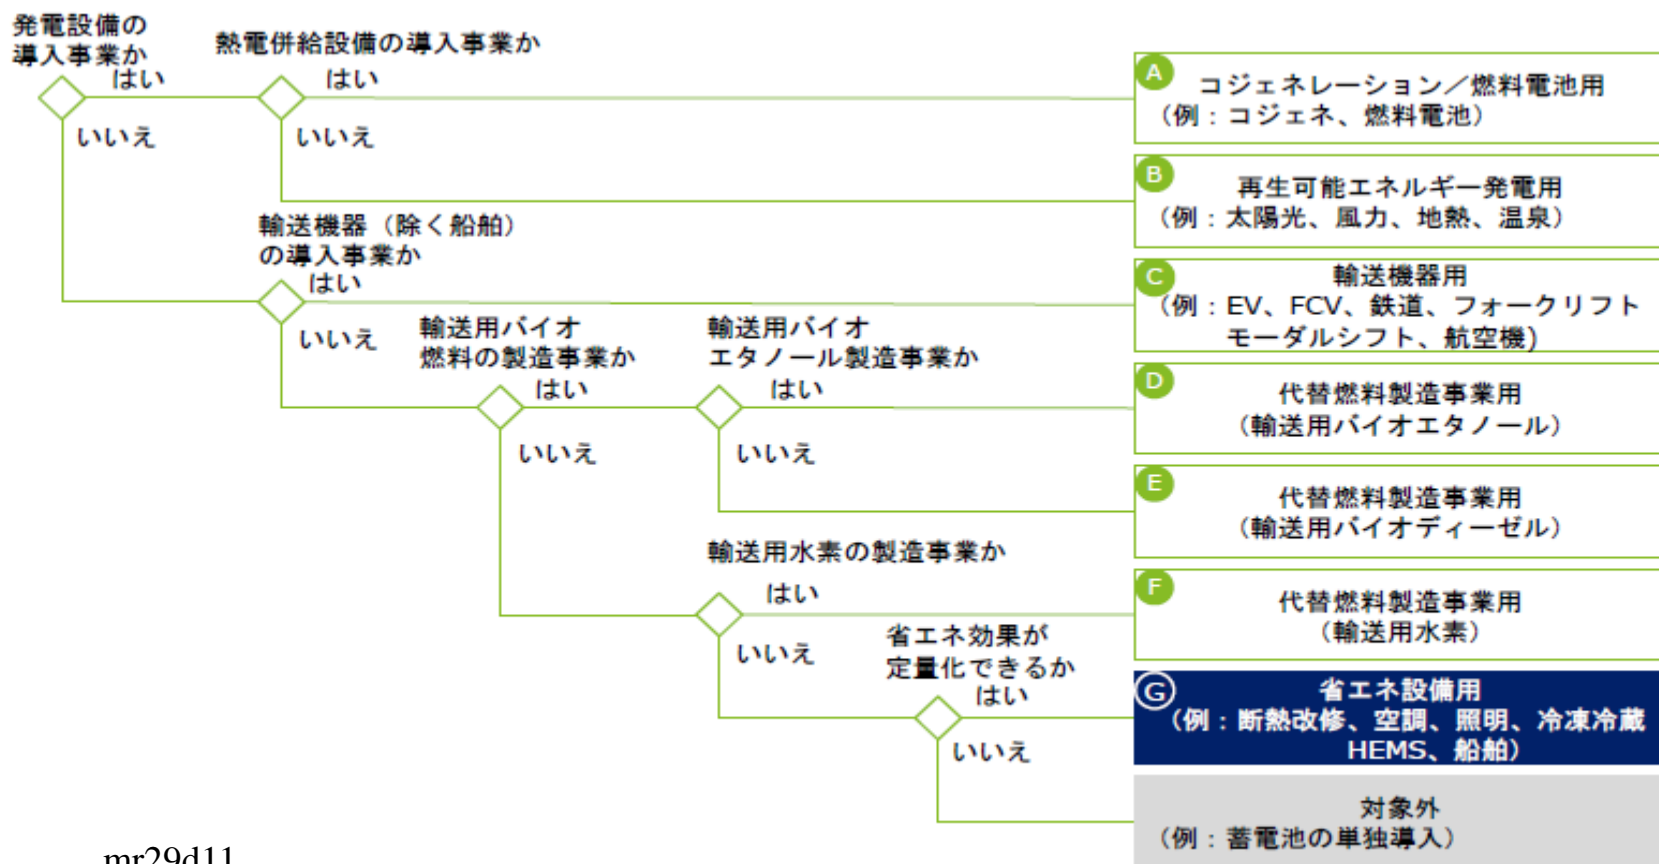 発電設備の
導入事業か
はい
いいえ
熱電併給設備の導入事業か
はい
いいえ
A
コジェネレーション／燃料電池用
（例：コジェネ、燃料電池）
B
再生可能エネルギー発電用
（例：太陽光、風力、地熱、温泉）
輸送機器（除く船舶）
の導入事業か
はい
いいえ
C
輸送機器用
（例：EV、FCV、鉄道、フォークリフト
モーダルシフト、航空機)
輸送用バイオ
燃料の製造事業か
はい
いいえ
輸送用バイオ
エタノール製造事業か
はい
いいえ
D
代替燃料製造事業用
（輸送用バイオエタノール）
E
代替燃料製造事業用
（輸送用バイオディーゼル）
輸送用水素の製造事業か
はい
いいえ
F
代替燃料製造事業用
（輸送用水素）
省エネ効果が
定量化できるか
はい
いいえ
G
省エネ設備用
（例：断熱改修、空調、照明、冷凍冷蔵
HEMS、船舶）
対象外
（例：蓄電池の単独導入）
mr29d11